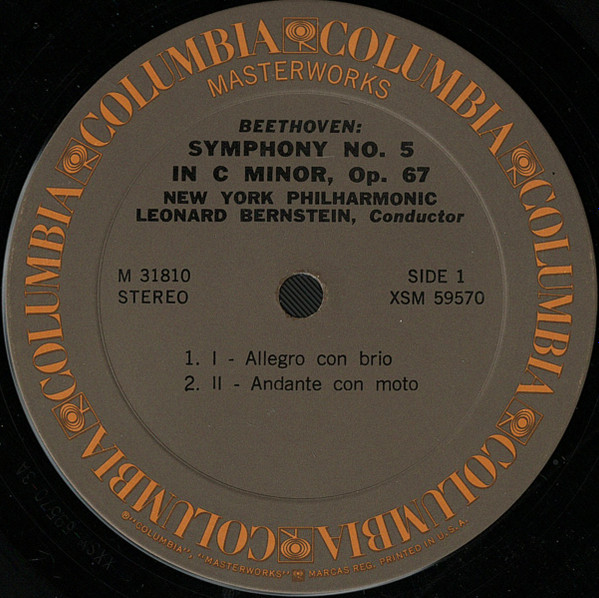 COLUMBIA COLUMBIA COLUMBIA COLUMBIA COLUMBIA COLUMBIA
MASTERWORKS
BEETHOVEN:
SYMPHONY NO. 5
IN C MINOR, Op. 67
NEW YORK PHILHARMONIC
LEONARD BERNSTEIN, Conductor
M 31810
STEREO
SIDE 1
XSM 59570
1. I - Allegro con brio
2. II - Andante con moto
®"COLUMBIA", "MASTERWORKS" MARCAS REG. PRINTED IN U.S.A.